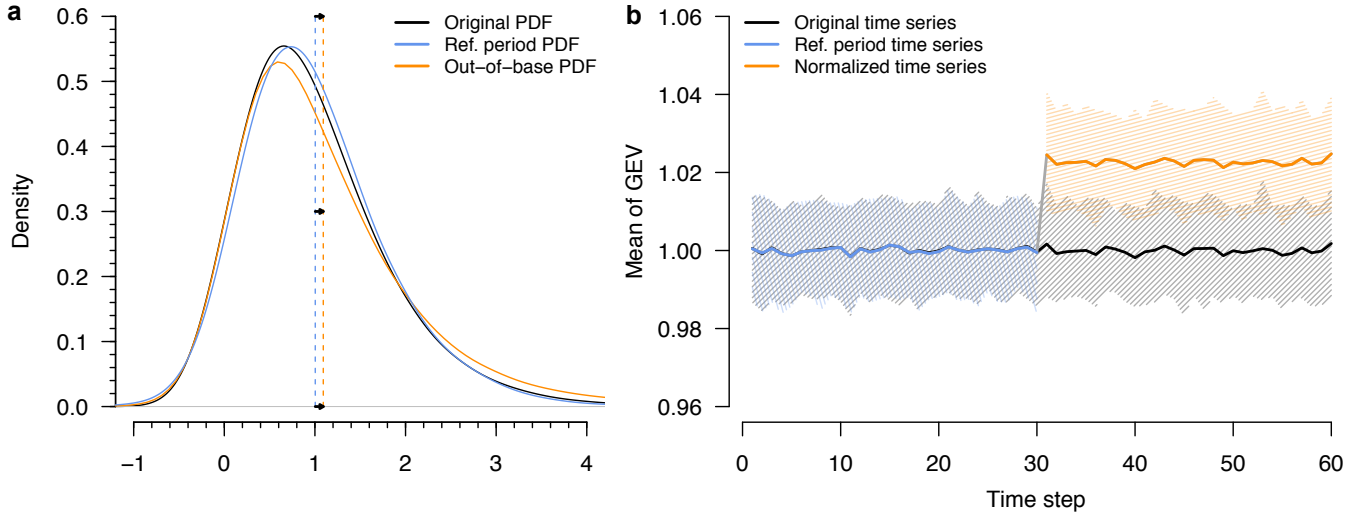 a
0.6
0.5
0.4
0.3
0.2
0.1
0.0
Density
Original PDF
Ref. period PDF
Out−of−base PDF
−1 0 1 2 3 4
b
1.06
1.04
1.02
1.00
0.98
0.96
Mean of GEV
Original time series
Ref. period time series
Normalized time series
0 10 20 30 40 50 60
Time step